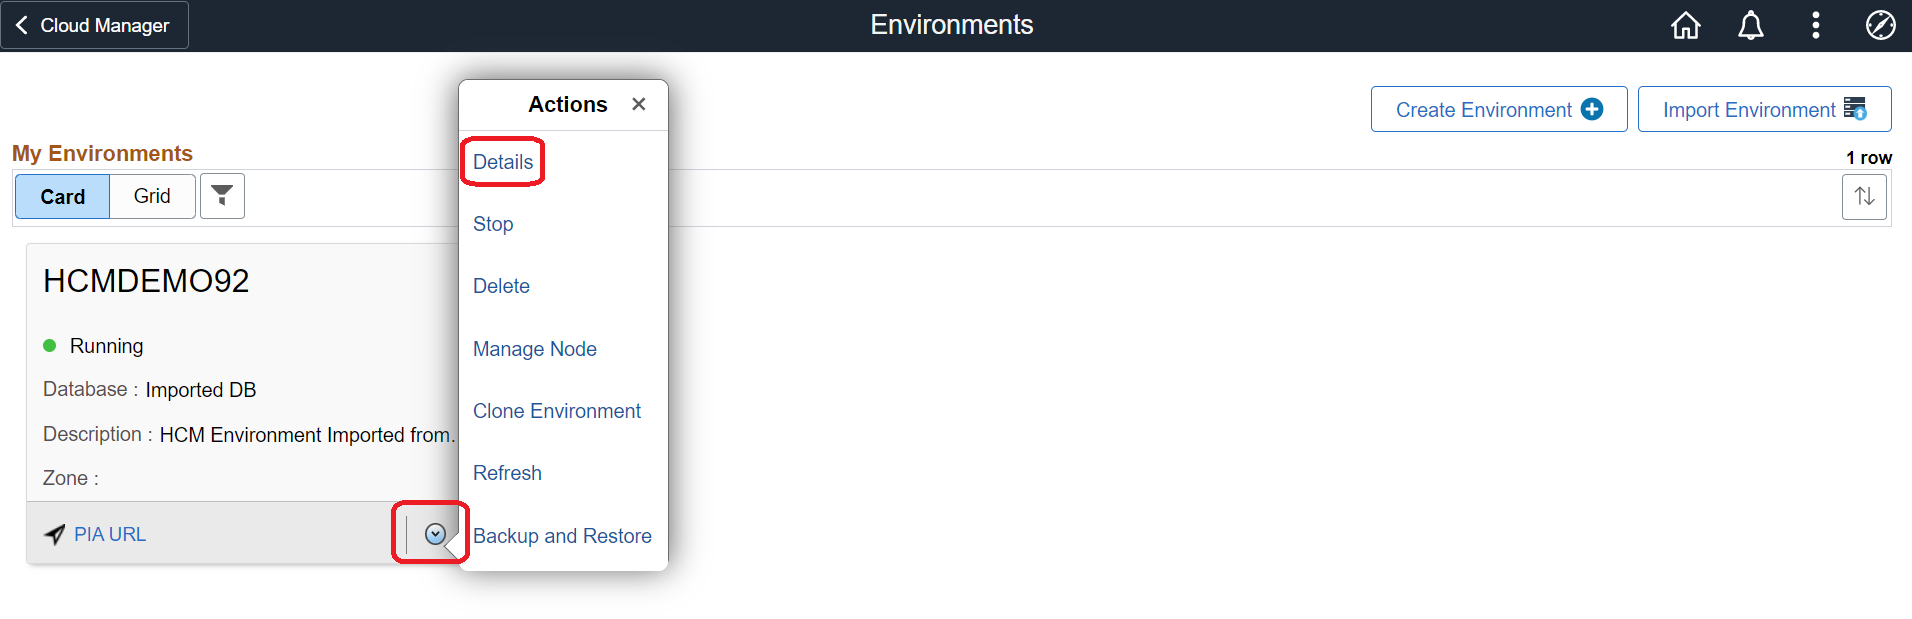 Cloud Manager
Environments
Actions
Create Environment
Import Environment
My Environments
1 row
Card
Grid
Details
Stop
Delete
Manage Node
Clone Environment
Refresh
Backup and Restore
HCMDEMO92
Running
Database : Imported DB
Description : HCM Environment Imported from.
Zone :
PIA URL